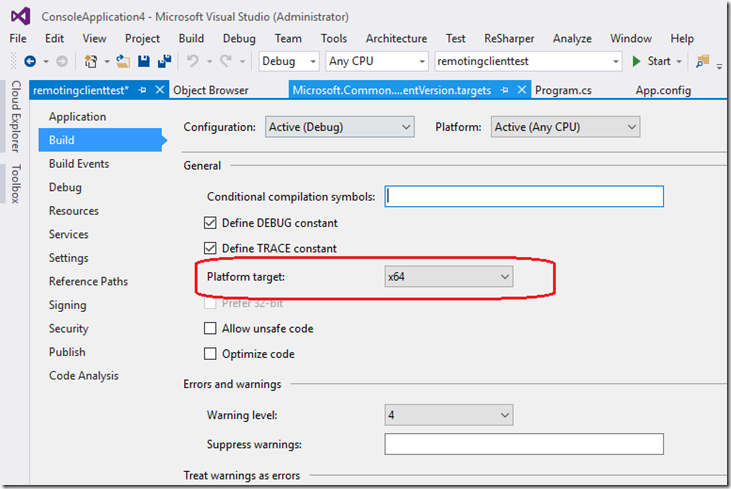 ConsoleApplication4 - Microsoft Visual Studio (Administrator)
File Edit View Project Build Debug Team Tools Architecture Test ReSharper Analyze Window Help
Debug Any CPU remotingclienttest Start
remotingclienttest* Object Browser Microsoft.Common....entVersion.targets Program.cs App.config
Cloud Explorer
Toolbox
Application
Build
Build Events
Debug
Resources
Services
Settings
Reference Paths
Signing
Security
Publish
Code Analysis
Configuration: Active (Debug) Platform: Active (Any CPU)
General
Conditional compilation symbols:
Define DEBUG constant
Define TRACE constant
Platform target: x64
Prefer 32-bit
Allow unsafe code
Optimize code
Errors and warnings
Warning level: 4
Suppress warnings:
Treat warnings as errors